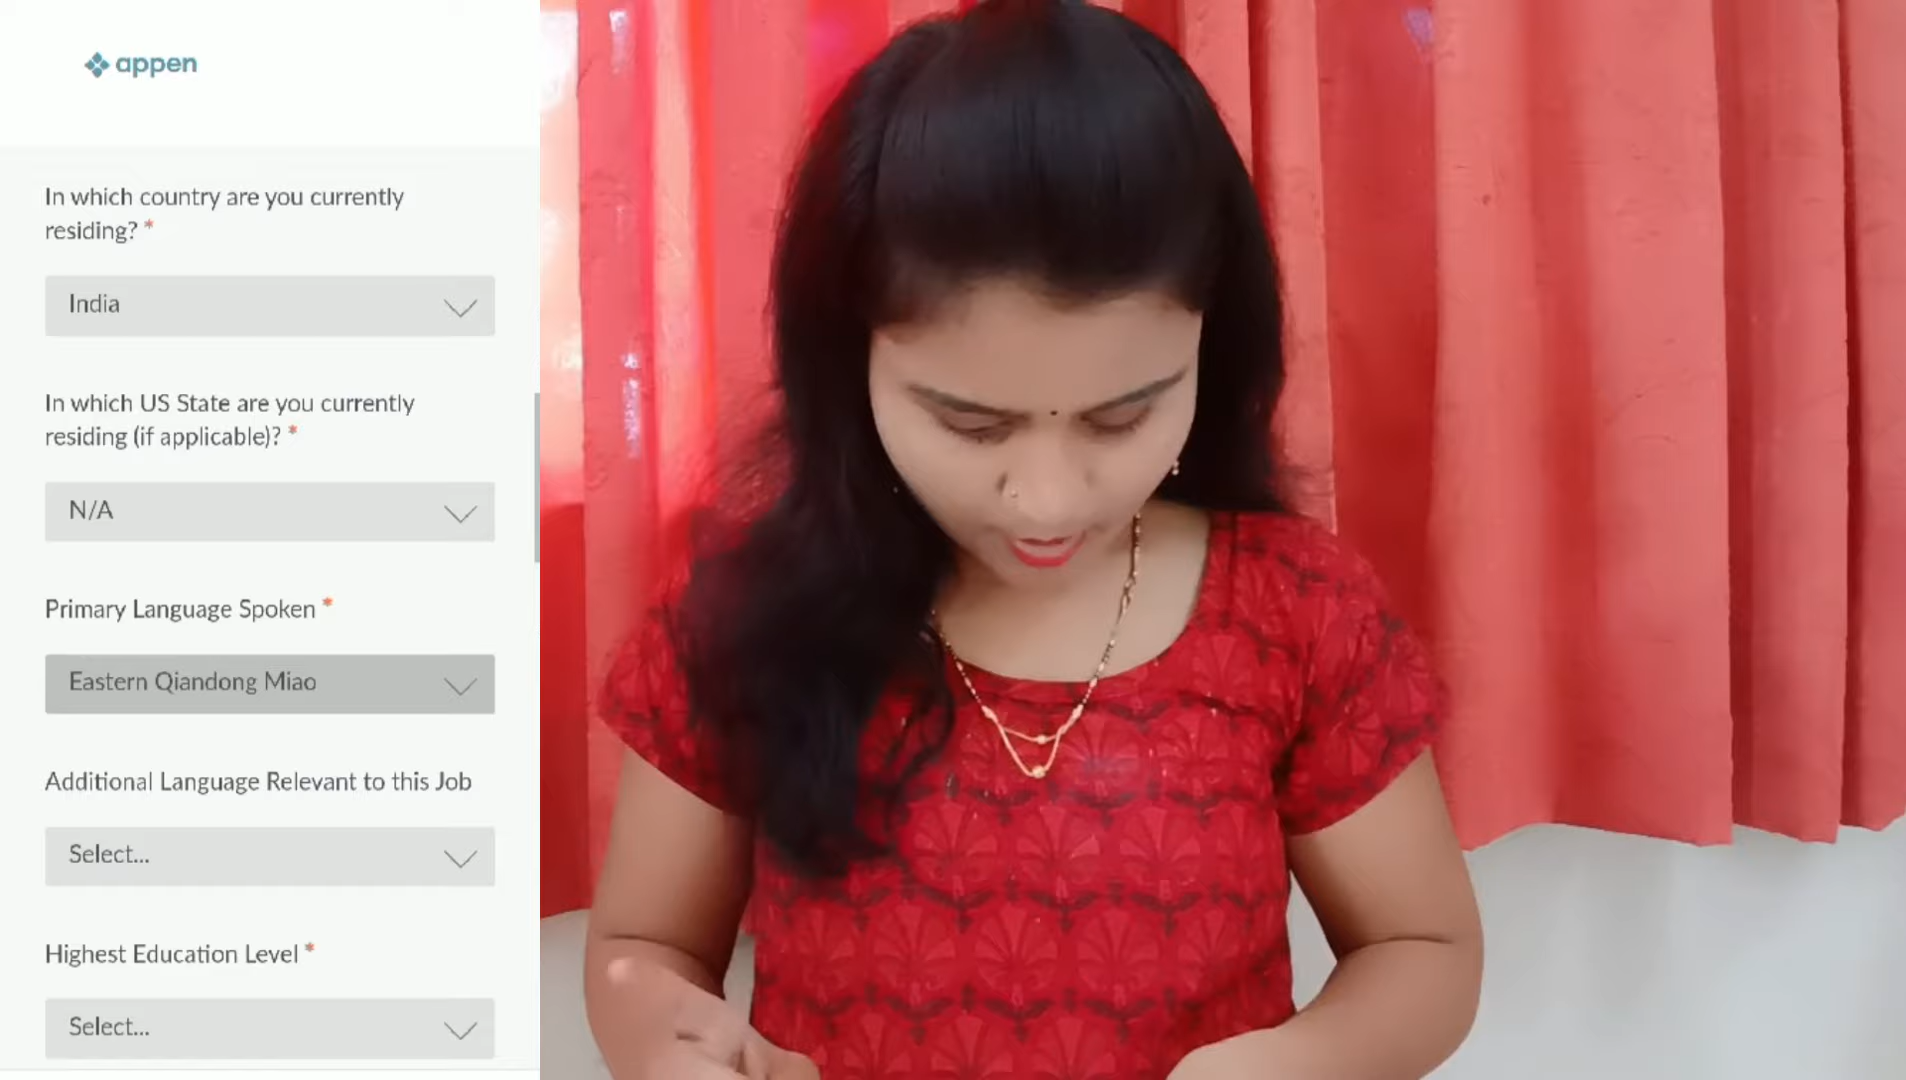 appen
In which country are you currently
residing? *
India
In which US State are you currently
residing (if applicable)? *
N/A
Primary Language Spoken *
Eastern Qiandong Miao
Additional Language Relevant to this Job
Select...
Highest Education Level *
Select...